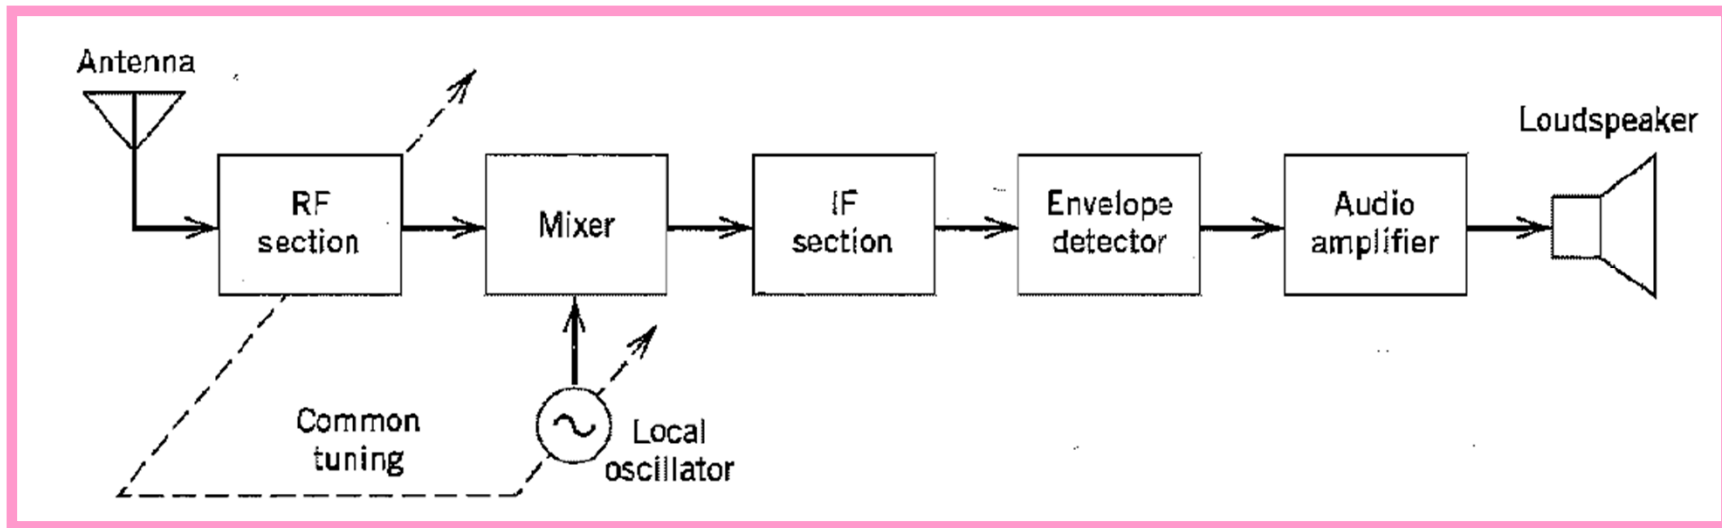 Antenna
Loudspeaker
RF
section
Mixer
IF
section
Envelope
detector
Audio
amplifier
Common
tuning
Local
oscillator